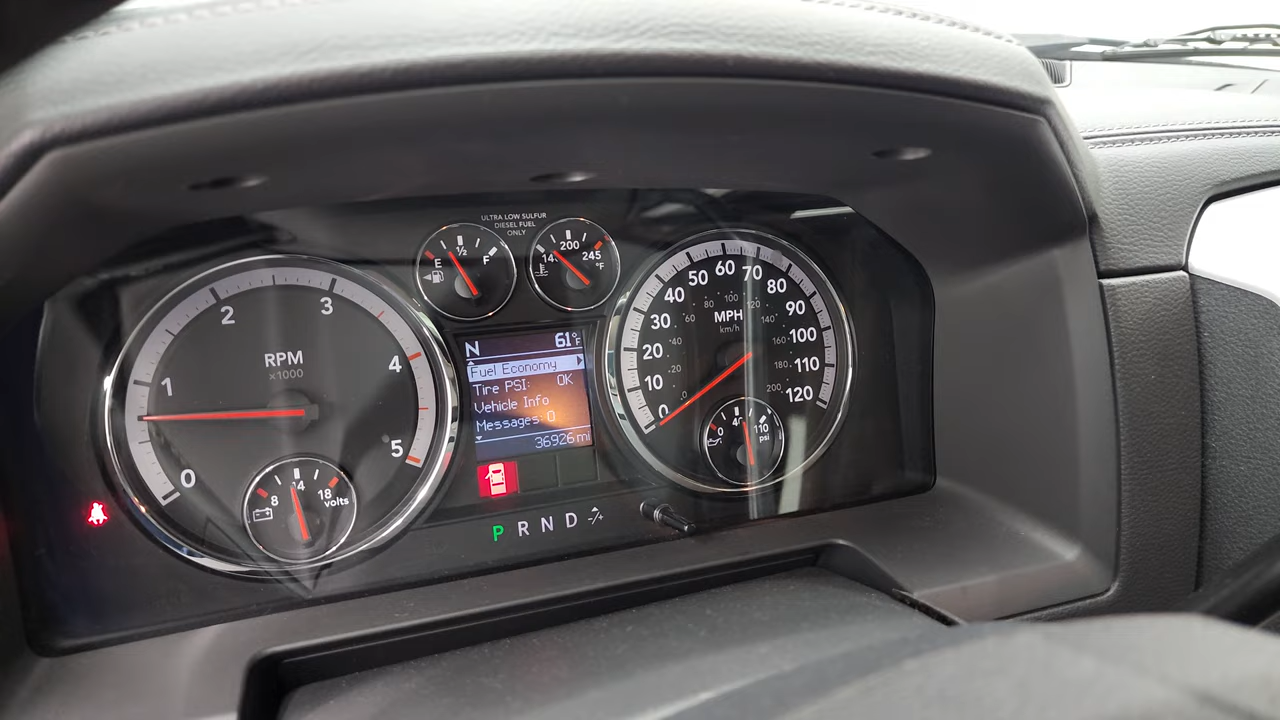 ULTRA LOW SULFUR
DIESEL FUEL
ONLY
E 1/2 F
200
245
°F
0 1 2 3 4 5
RPM
x1000
8 14 18
volts
N 61°F
Fuel Economy
Tire PSI: OK
Vehicle Info
Messages: 0
36926 mi
P R N D -/+
0 10 20 30 40 50 60 70 80 90 100 110 120
MPH
km/h
0 20 40 60 80 100 120 140 160 180 200
0 40 110
psi